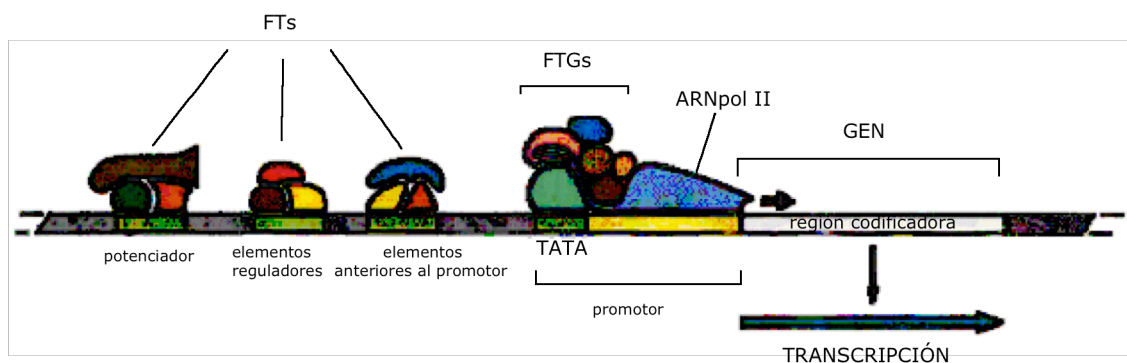 FTs
FTGs
ARNpol II
GEN
región codificadora
potenciador
elementos
reguladores
elementos
anteriores al promotor
TATA
promotor
TRANSCRIPCIÓN